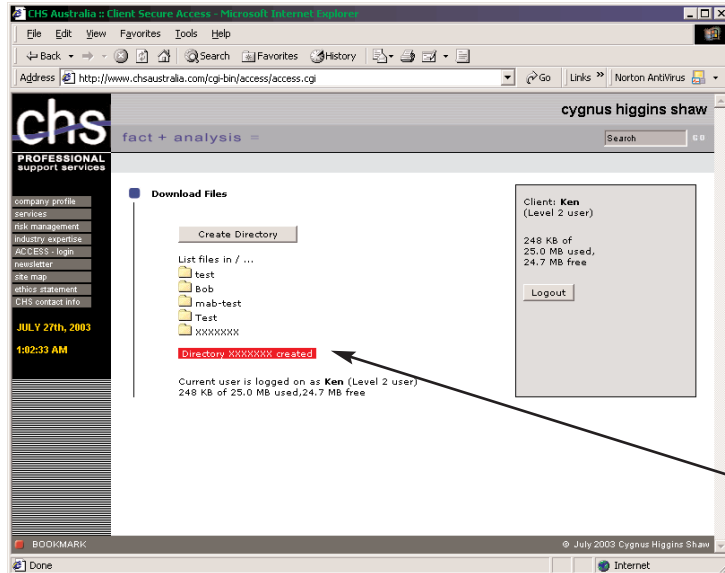 CHS Australia :: Client Secure Access - Microsoft Internet Explorer
File Edit View Favorites Tools Help
Back Search Favorites History
Address http://www.chsaustralia.com/cgi-bin/access/access.cgi Go Links » Norton AntiVirus
chs
PROFESSIONAL
support services
cygnus higgins shaw
fact + analysis =
Search
company profile
services
risk management
industry expertise
ACCESS - login
newsletter
site map
ethics statement
CHS contact info
JULY 27th, 2003
1:02:33 AM
Download Files
Create Directory
List files in / ...
test
Bob
mab-test
Test
XXXXXXX
Directory XXXXXXX created
Current user is logged on as Ken (Level 2 user)
248 KB of 25.0 MB used,24.7 MB free
Client: Ken
(Level 2 user)
248 KB of
25.0 MB used,
24.7 MB free
Logout
BOOKMARK
© July 2003 Cygnus Higgins Shaw
Done
Internet